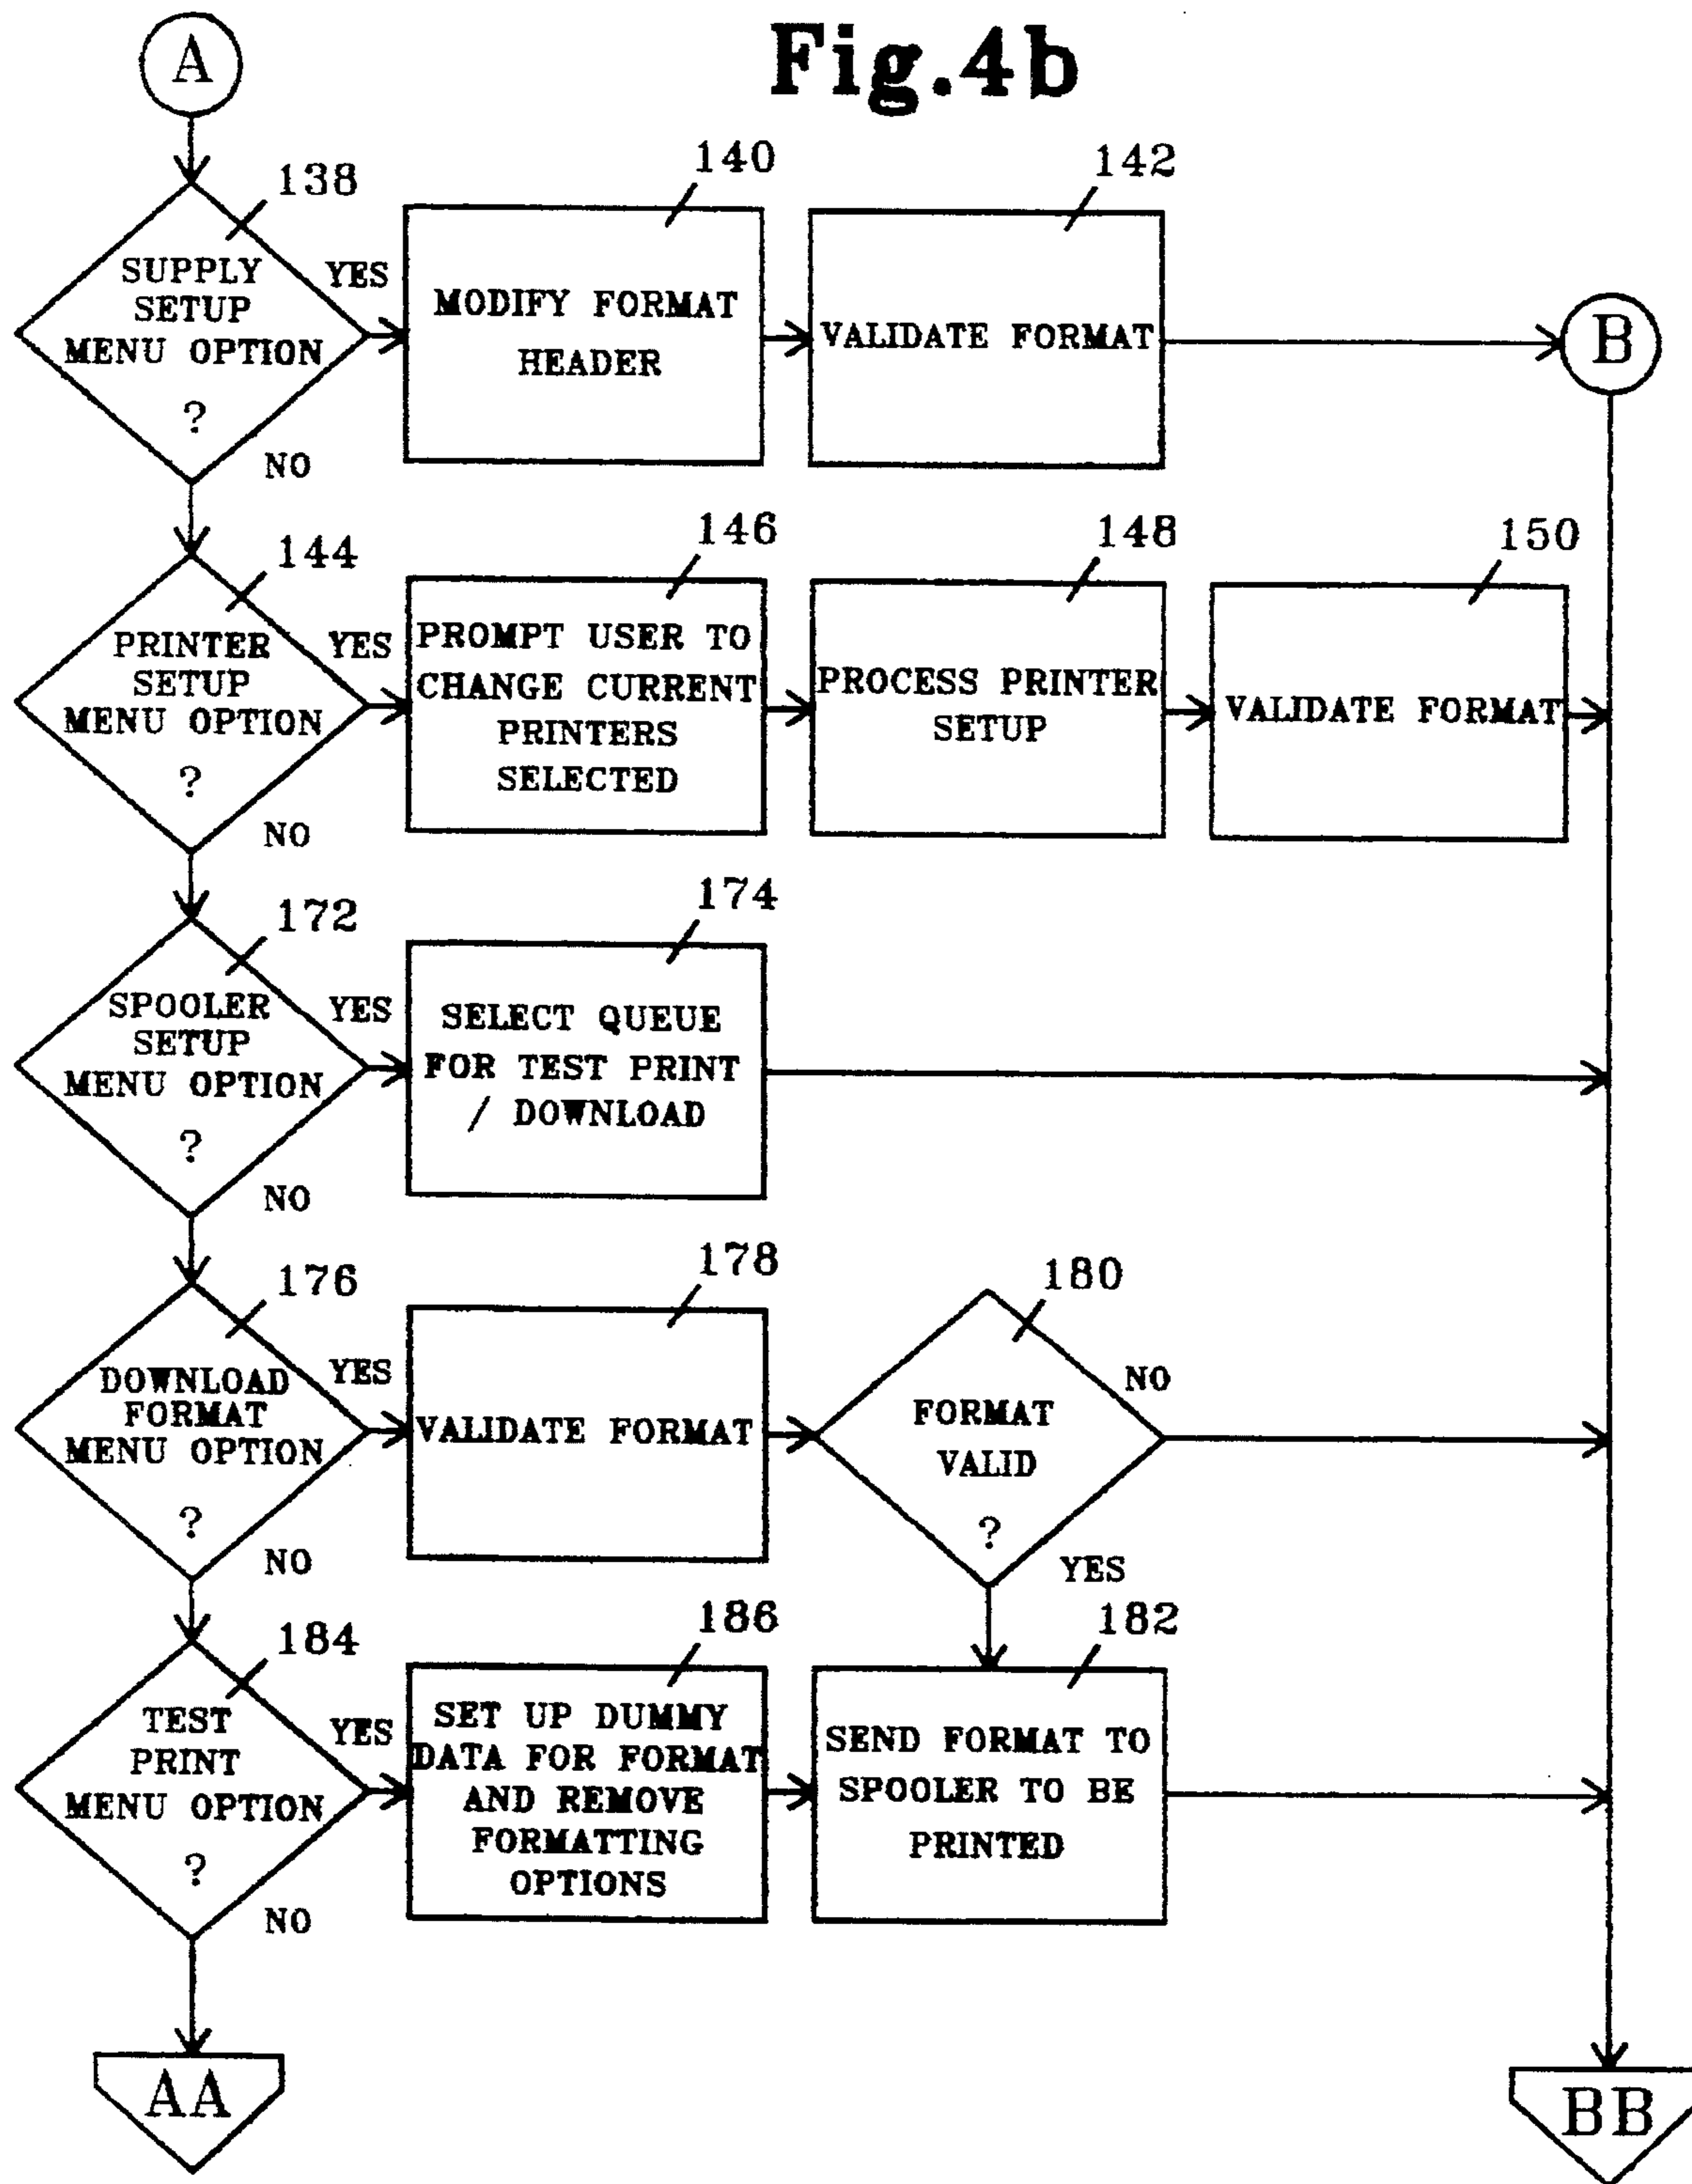 Fig.4b
A
138
SUPPLY
SETUP
MENU OPTION
?
YES
NO
140
MODIFY FORMAT
HEADER
142
VALIDATE FORMAT
B
144
PRINTER
SETUP
MENU OPTION
?
YES
NO
146
PROMPT USER TO
CHANGE CURRENT
PRINTERS
SELECTED
148
PROCESS PRINTER
SETUP
150
VALIDATE FORMAT
172
SPOOLER
SETUP
MENU OPTION
?
YES
NO
174
SELECT QUEUE
FOR TEST PRINT
/ DOWNLOAD
176
DOWNLOAD
FORMAT
MENU OPTION
?
YES
NO
178
VALIDATE FORMAT
180
FORMAT
VALID
?
NO
YES
184
TEST
PRINT
MENU OPTION
?
YES
NO
186
SET UP DUMMY
DATA FOR FORMAT
AND REMOVE
FORMATTING
OPTIONS
182
SEND FORMAT TO
SPOOLER TO BE
PRINTED
AA
BB